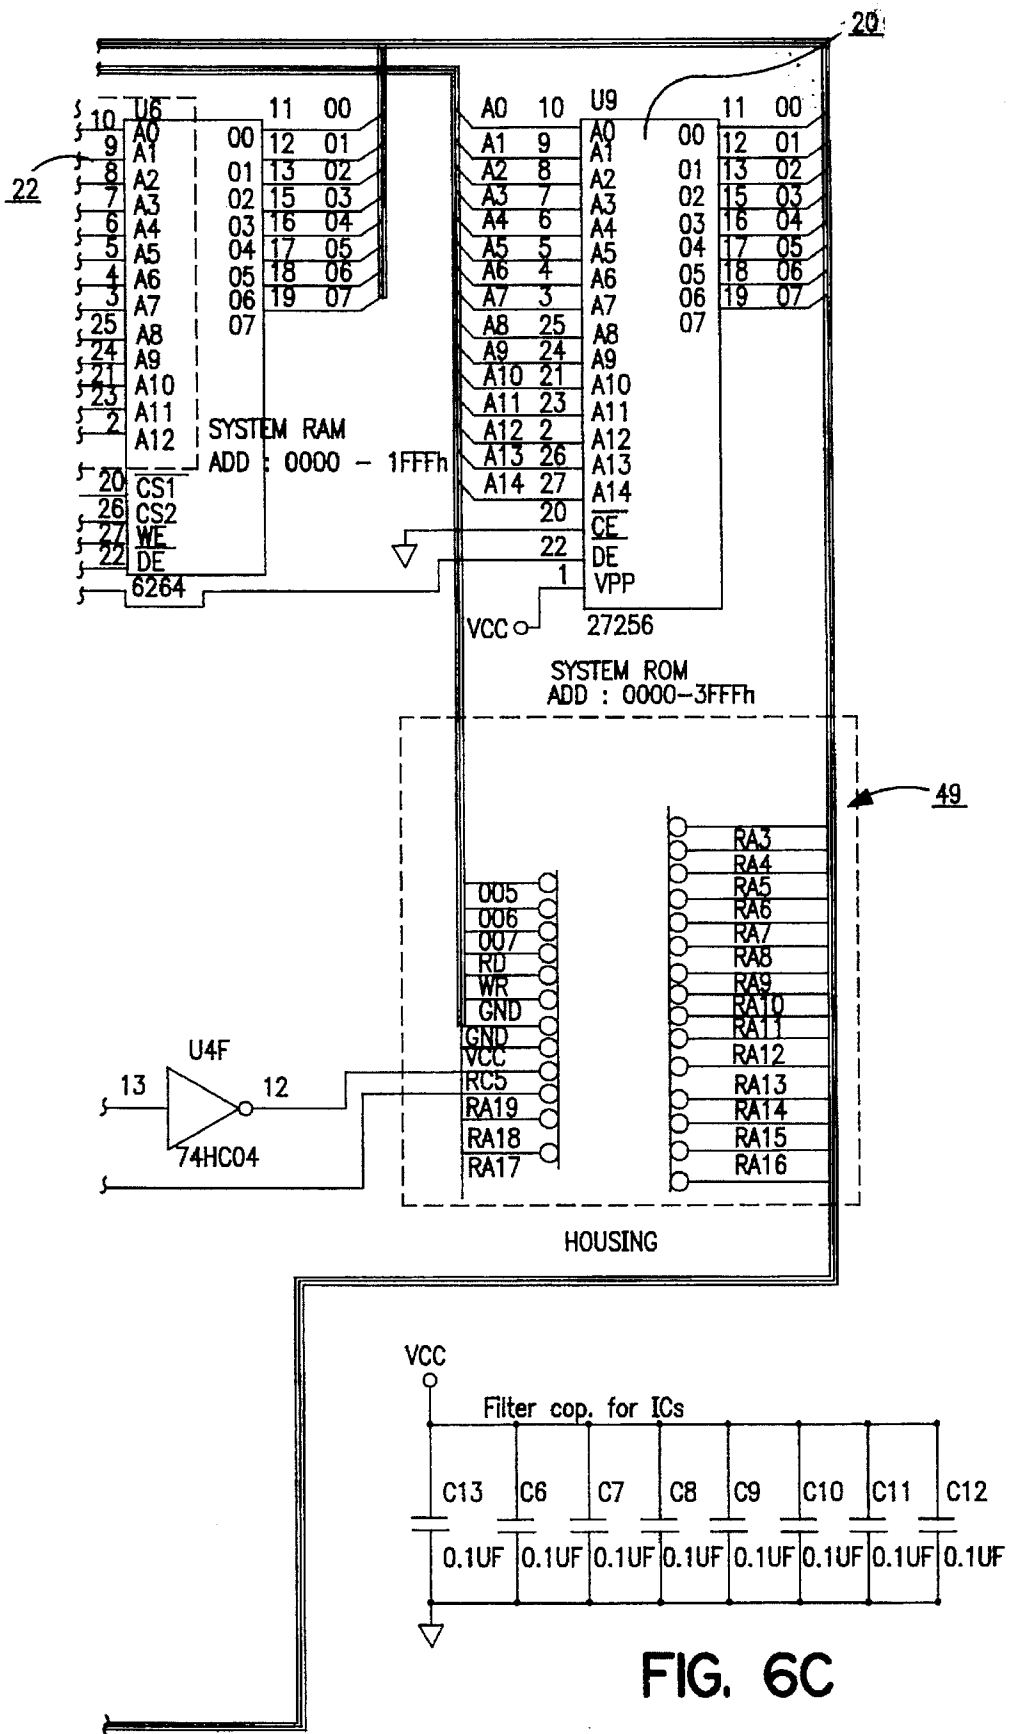 20
U6
10 A0
9 A1
8 A2
7 A3
6 A4
5 A5
4 A6
3 A7
25 A8
24 A9
21 A10
23 A11
2 A12
20 CS1
26 CS2
27 WE
22 DE
6264
22
00 11 00
01 12 01
02 13 02
03 15 03
04 16 04
05 17 05
06 18 06
07 19 07
SYSTEM RAM
ADD : 0000 - 1FFFh
U9
A0 10 A0
A1 9 A1
A2 8 A2
A3 7 A3
A4 6 A4
A5 5 A5
A6 4 A6
A7 3 A7
A8 25 A8
A9 24 A9
A10 21 A10
A11 23 A11
A12 2 A12
A13 26 A13
A14 27 A14
20 CE
22 DE
1 VPP
VCC
27256
00 11 00
01 12 01
02 13 02
03 15 03
04 16 04
05 17 05
06 18 06
07 19 07
SYSTEM ROM
ADD : 0000-3FFFh
49
005
006
007
RD
WR
GND
GND
VCC
RC5
RA19
RA18
RA17
RA3
RA4
RA5
RA6
RA7
RA8
RA9
RA10
RA11
RA12
RA13
RA14
RA15
RA16
U4F
13 12
74HC04
HOUSING
VCC
Filter cop. for ICs
C13 C6 C7 C8 C9 C10 C11 C12
0.1UF 0.1UF 0.1UF 0.1UF 0.1UF 0.1UF 0.1UF 0.1UF
FIG. 6C